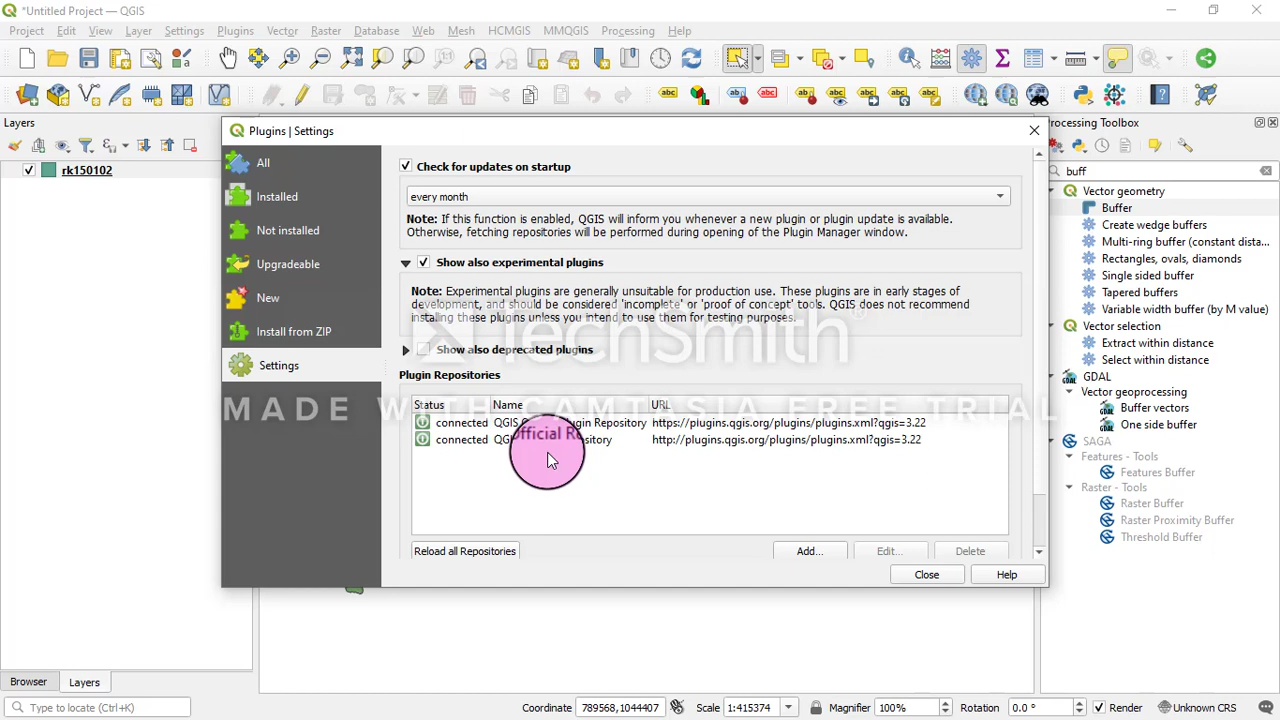 *Untitled Project — QGIS
Project Edit View Layer Settings Plugins Vector Raster Database Web Mesh HCMGIS MMQGIS Processing Help
Layers
rk150102
Plugins | Settings
All
Installed
Not installed
Upgradeable
New
Install from ZIP
Settings
Check for updates on startup
every month
Note: If this function is enabled, QGIS will inform you whenever a new plugin or plugin update is available.
Otherwise, fetching repositories will be performed during opening of the Plugin Manager window.
Show also experimental plugins
Note: Experimental plugins are generally unsuitable for production use. These plugins are in early stages of
development, and should be considered 'incomplete' or 'proof of concept' tools. QGIS does not recommend
installing these plugins unless you intend to use them for testing purposes.
TechSmith®
Show also deprecated plugins
Plugin Repositories
MADE WITH CAMTASIA FREE TRIAL
Status Name URL
connected QGIS Plugin Repository https://plugins.qgis.org/plugins/plugins.xml?qgis=3.22
Official
connected http://plugins.qgis.org/plugins/plugins.xml?qgis=3.22
Reload all Repositories Add... Edit... Delete
Close Help
Processing Toolbox
buff
Vector geometry
Buffer
Create wedge buffers
Multi-ring buffer (constant dista...
Rectangles, ovals, diamonds
Single sided buffer
Tapered buffers
Variable width buffer (by M value)
Vector selection
Extract within distance
Select within distance
GDAL
Vector geoprocessing
Buffer vectors
One side buffer
SAGA
Features - Tools
Features Buffer
Raster - Tools
Raster Buffer
Raster Proximity Buffer
Threshold Buffer
Browser Layers
Type to locate (Ctrl+K) Coordinate 789568,1044407 Scale 1:415374 Magnifier 100% Rotation 0.0 ° Render Unknown CRS